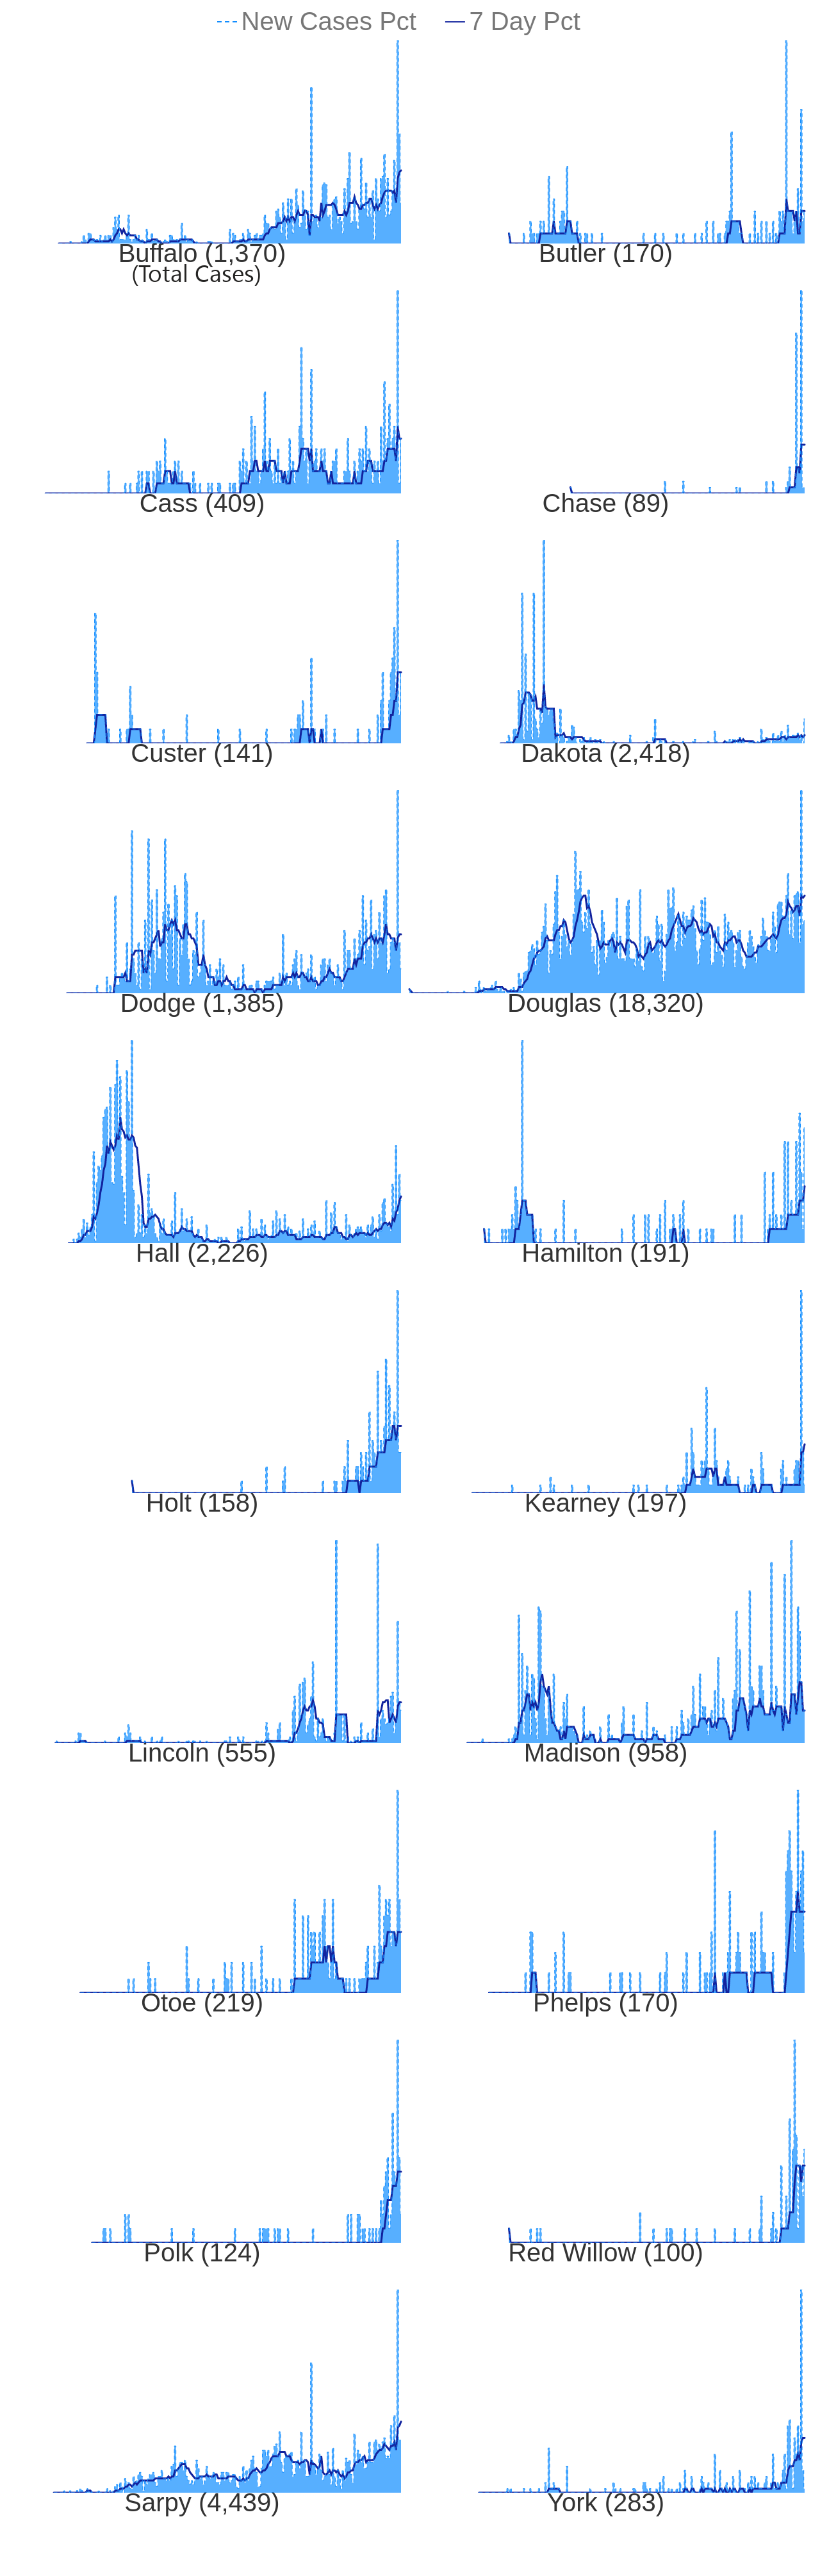 New Cases Pct 7 Day Pct
Buffalo (1,370) Butler (170)
(Total Cases)
Cass (409) Chase (89)
Custer (141) Dakota (2,418)
Dodge (1,385) Douglas (18,320)
Hall (2,226) Hamilton (191)
Holt (158) Kearney (197)
Lincoln (555) Madison (958)
Otoe (219) Phelps (170)
Polk (124) Red Willow (100)
Sarpy (4,439) York (283)